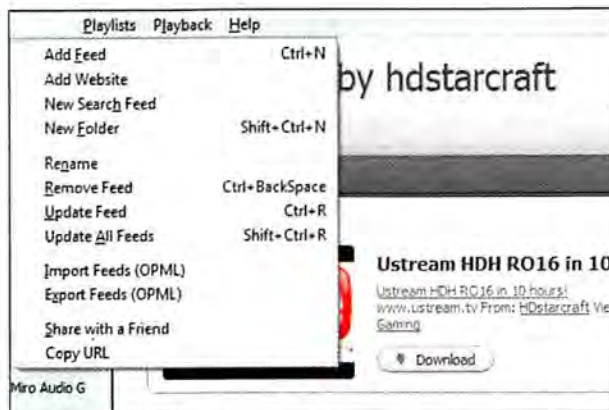 Playlists Playback Help
Add Feed Ctrl+N
Add Website
New Search Feed
New Folder Shift+Ctrl+N
Rename
Remove Feed Ctrl+BackSpace
Update Feed Ctrl+R
Update All Feeds Shift+Ctrl+R
Import Feeds (OPML)
Export Feeds (OPML)
Share with a Friend
Copy URL
Miro Audio G
by hdstarcraft
Ustream HDH RO16 in 10
Ustream HDH RO16 in 10 hours!
www.ustream.tv From: HDstarcraft Vie
Gaming
Download